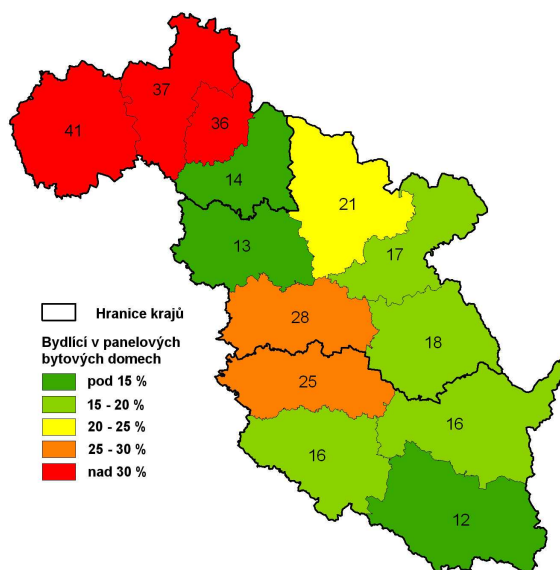 37
41
36
14
21
17
13
28
18
25
16
16
12
Hranice krajů
Bydlící v panelových
bytových domech
pod 15 %
15 - 20 %
20 - 25 %
25 - 30 %
nad 30 %